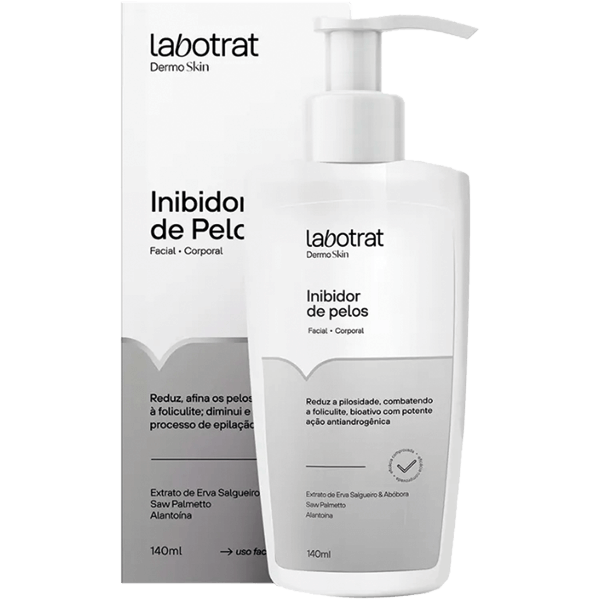 labotrat
Dermo Skin
Inibidor
de Pelo
Facial • Corporal
Reduz, afina os pelos
à foliculite; diminui e
processo de epilação
Extrato de Erva Salgueiro
Saw Palmetto
Alantoína
140ml
→ uso
labotrat
Dermo Skin
Inibidor
de pelos
Facial • Corporal
Reduz a pilosidade, combatendo
a foliculite, bioativo com potente
ação antiandrogênica
Extrato de Erva Salgueiro & Abóbora
Saw Palmetto
Alantoína
140ml